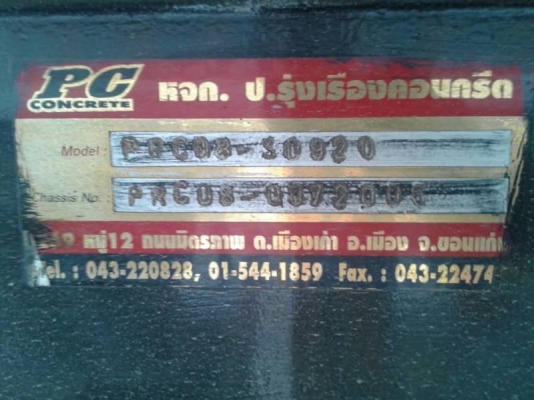 PC
CONCRETE
หจก. ป.รุ่งเรืองคอนกรีต
Model : PRC08-S0920
Chassis No.
หมู่12 ถนนมิตรภาพ ต.เมืองเก่า อ.เมือง จ.ขอนแก่น
Tel. : 043-220828, 01-544-1859 Fax. : 043-22474